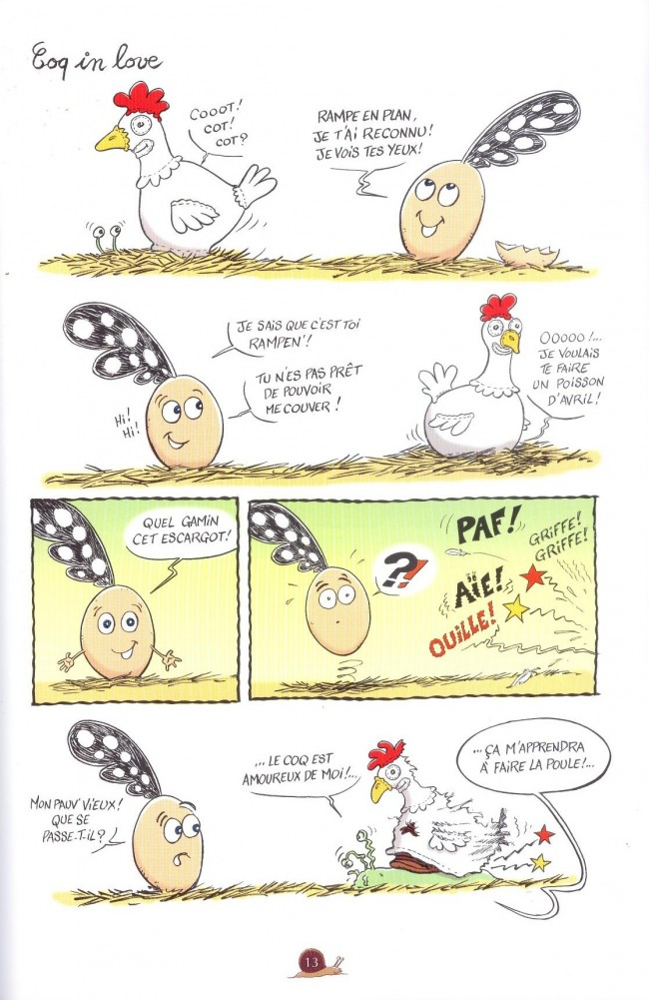 Coq in love
COOOT!
COT!
COT?
RAMPE EN PLAN,
JE T'AI RECONNU!
JE VOIS TES YEUX!
JE SAIS QUE C'EST TOI
RAMPEN'!
TU N'ES PAS PRÊT
DE POUVOIR
ME COUVER!
HI!
HI!
OOOOO!...
JE VOULAIS
TE FAIRE
UN POISSON
D'AVRIL!
QUEL GAMIN
CET ESCARGOT!
??
PAF!
GRIFFE!
GRIFFE!
AÏE!
OUILLE!
MON PAUV' VIEUX!
QUE SE
PASSE-T-IL?
... LE COQ EST
AMOUREUX DE MOI!...
...ÇA M'APPRENDRA
À FAIRE LA POULE!...
13